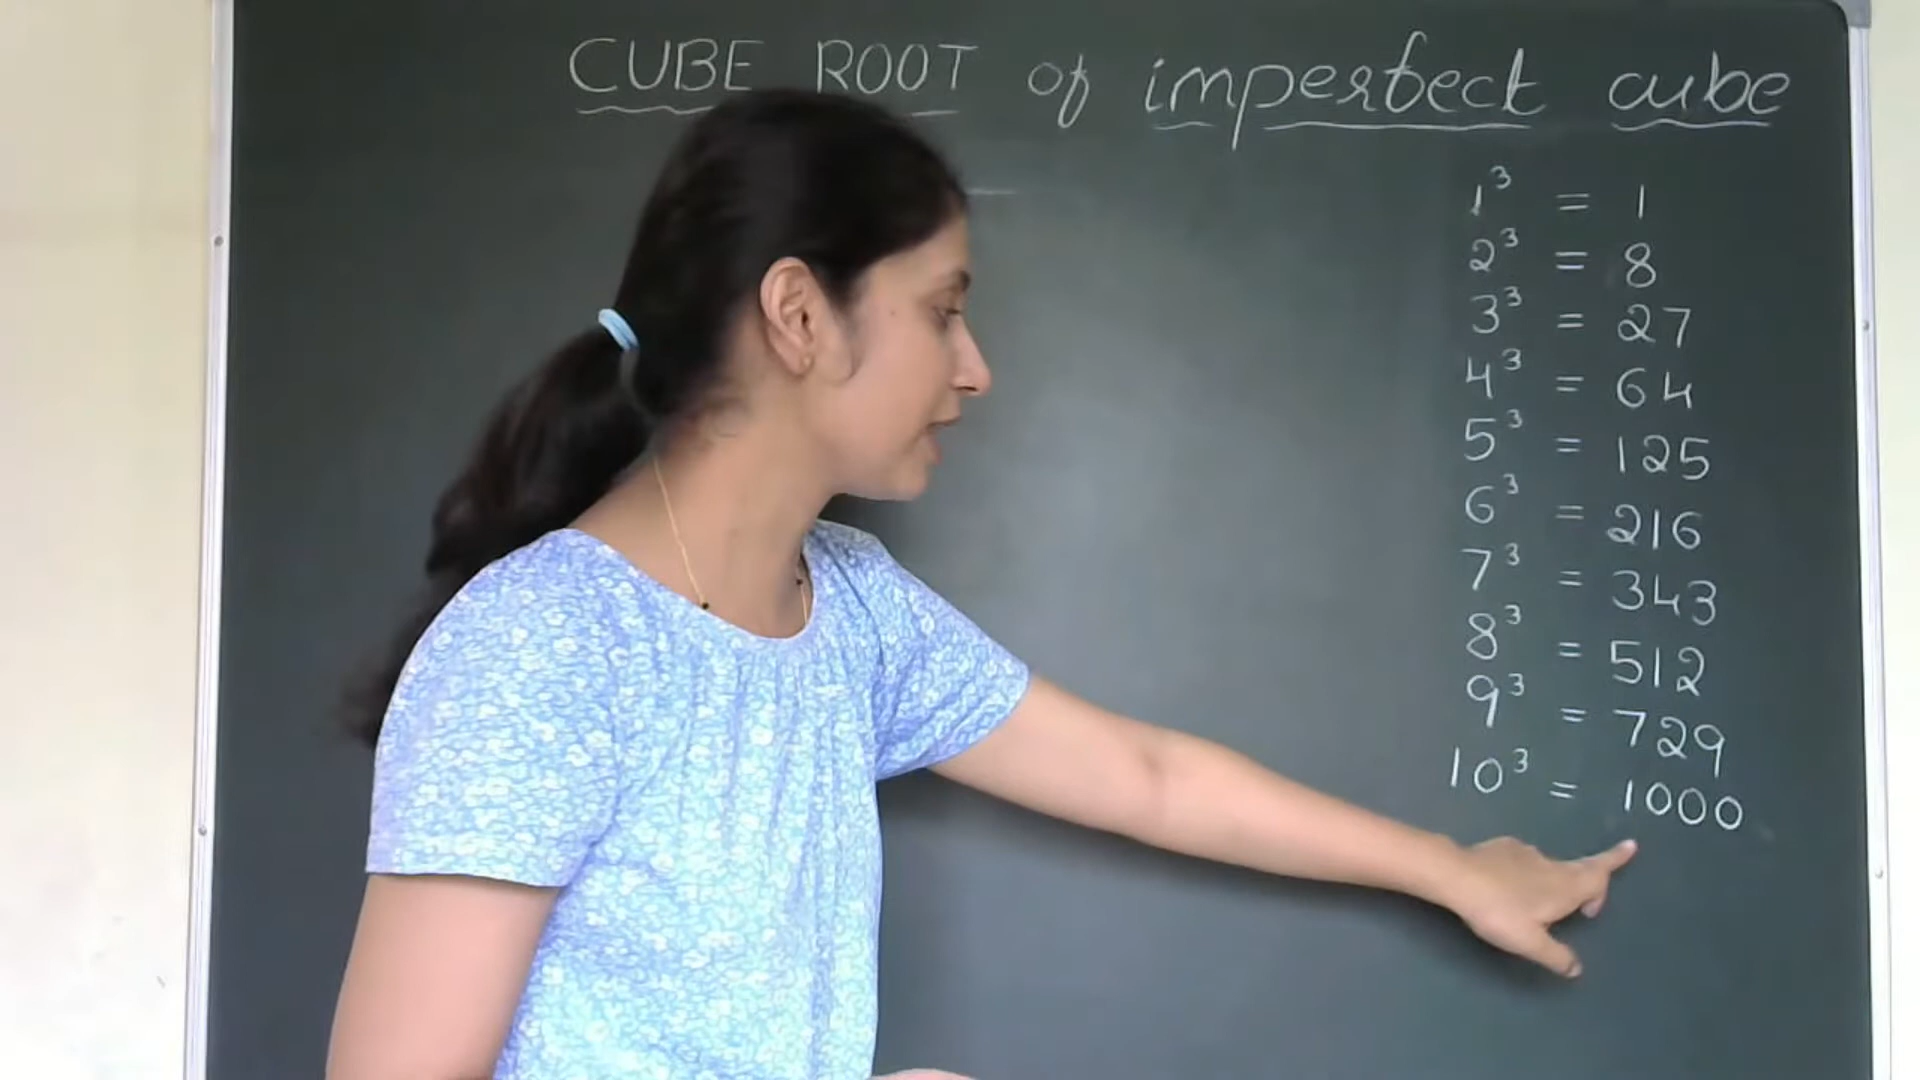 CUBE ROOT of imperfect cube
1³ = 1
2³ = 8
3³ = 27
4³ = 64
5³ = 125
6³ = 216
7³ = 343
8³ = 512
9³ = 729
10³ = 1000